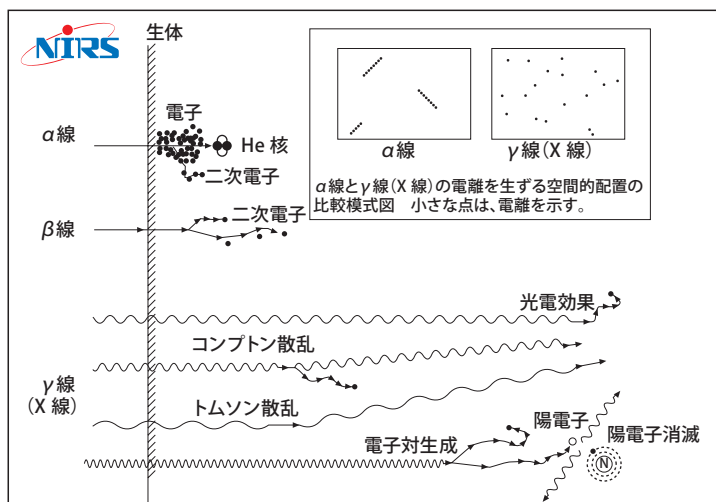 NIRS
生体
電子
α線
He 核
二次電子
二次電子
β線
α線
γ線(X 線)
α線とγ線(X 線)の電離を生ずる空間的配置の
比較模式図 小さな点は、電離を示す。
光電効果
コンプトン散乱
γ線
(X 線)
トムソン散乱
電子対生成
陽電子
陽電子消滅
N